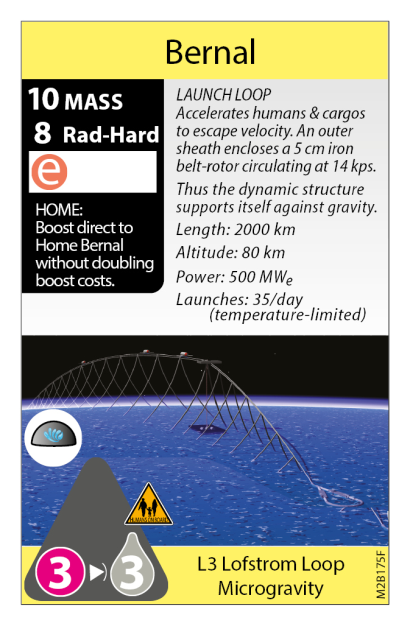 Bernal
10 MASS
8 Rad-Hard
e
HOME:
Boost direct to
Home Bernal
without doubling
boost costs.
LAUNCH LOOP
Accelerates humans & cargos
to escape velocity. An outer
sheath encloses a 5 cm iron
belt-rotor circulating at 14 kps.
Thus the dynamic structure
supports itself against gravity.
Length: 2000 km
Altitude: 80 km
Power: 500 MWe
Launches: 35/day
(temperature-limited)
3 3
L3 Lofstrom Loop
Microgravity
M2B175F